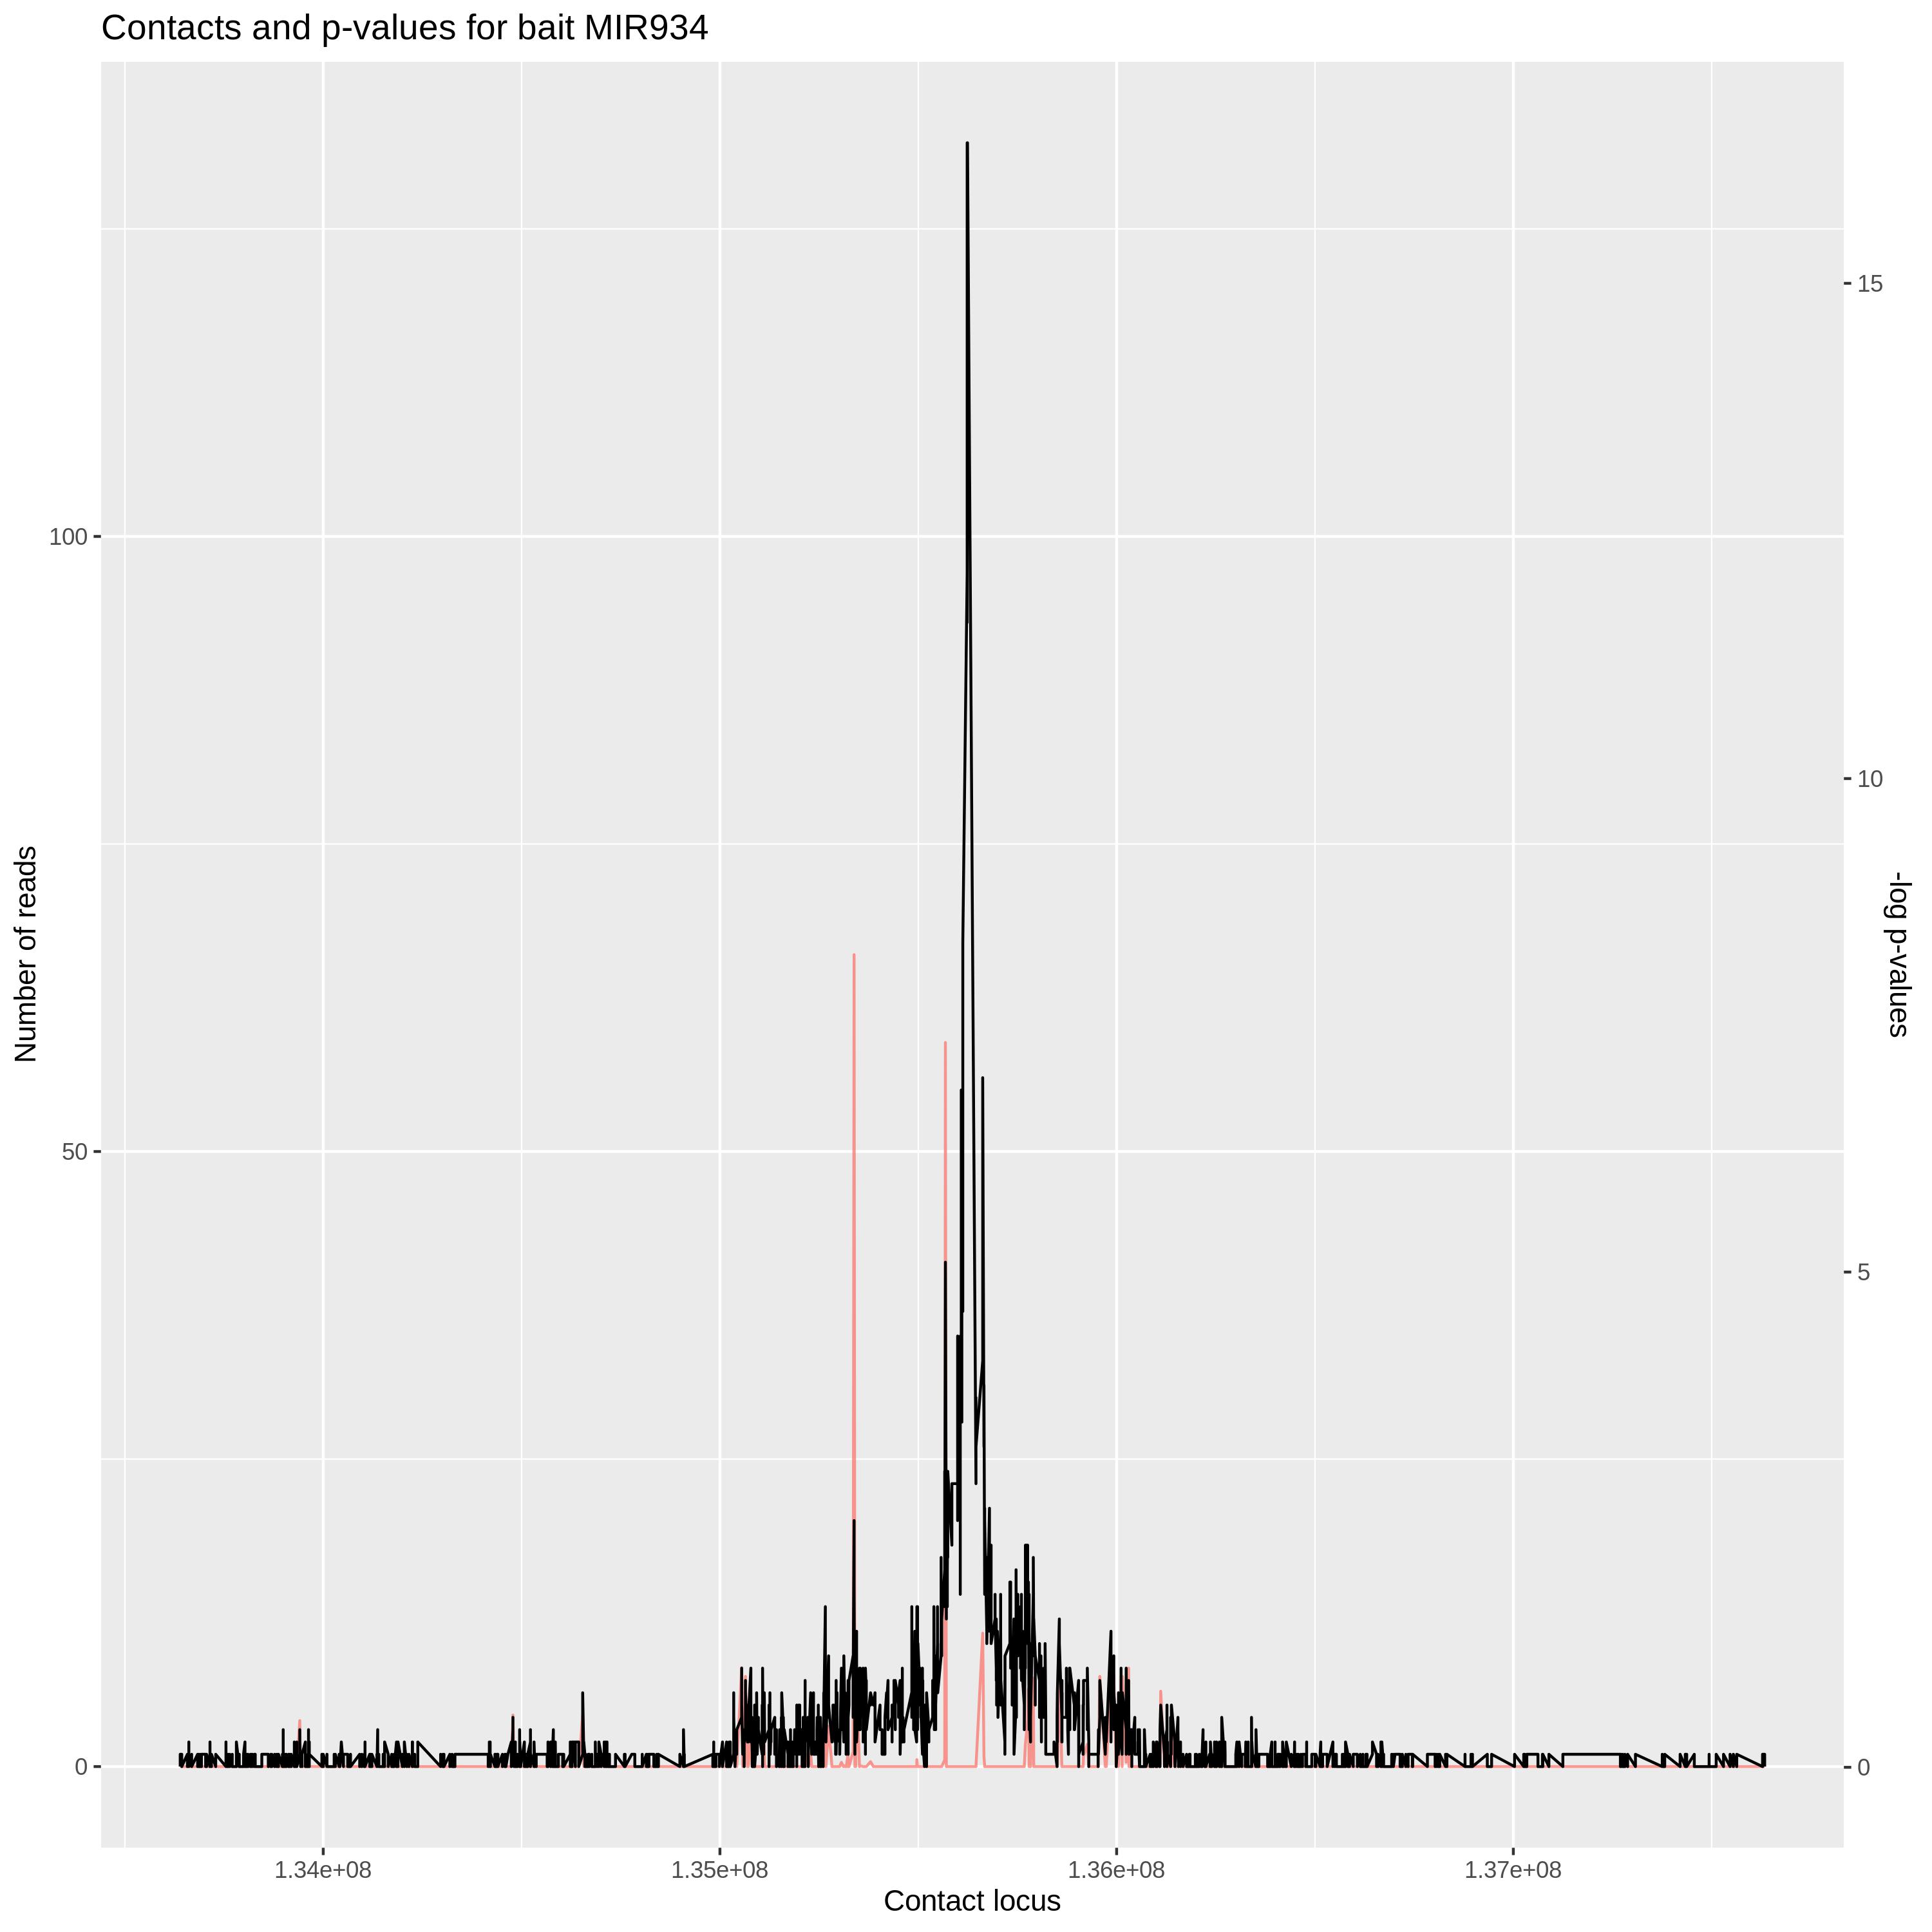 Contacts and p-values for bait MIR934
100
50
0
Number of reads
15
10
5
0
-log p-values
1.34e+08
1.35e+08
1.36e+08
1.37e+08
Contact locus